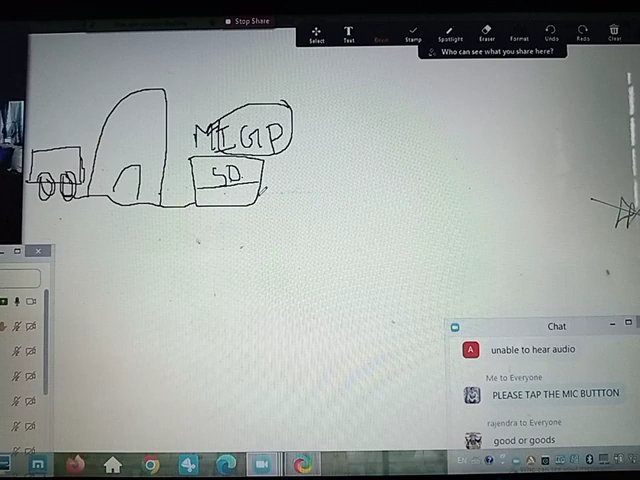 Stop Share
Select Text Draw Stamp Spotlight Eraser Format Undo Redo Clear
Who can see what you share here?
MIGP
SD
Chat
A unable to hear audio
Me to Everyone
PLEASE TAP THE MIC BUTTTON
rajendra to Everyone
good or goods
EN